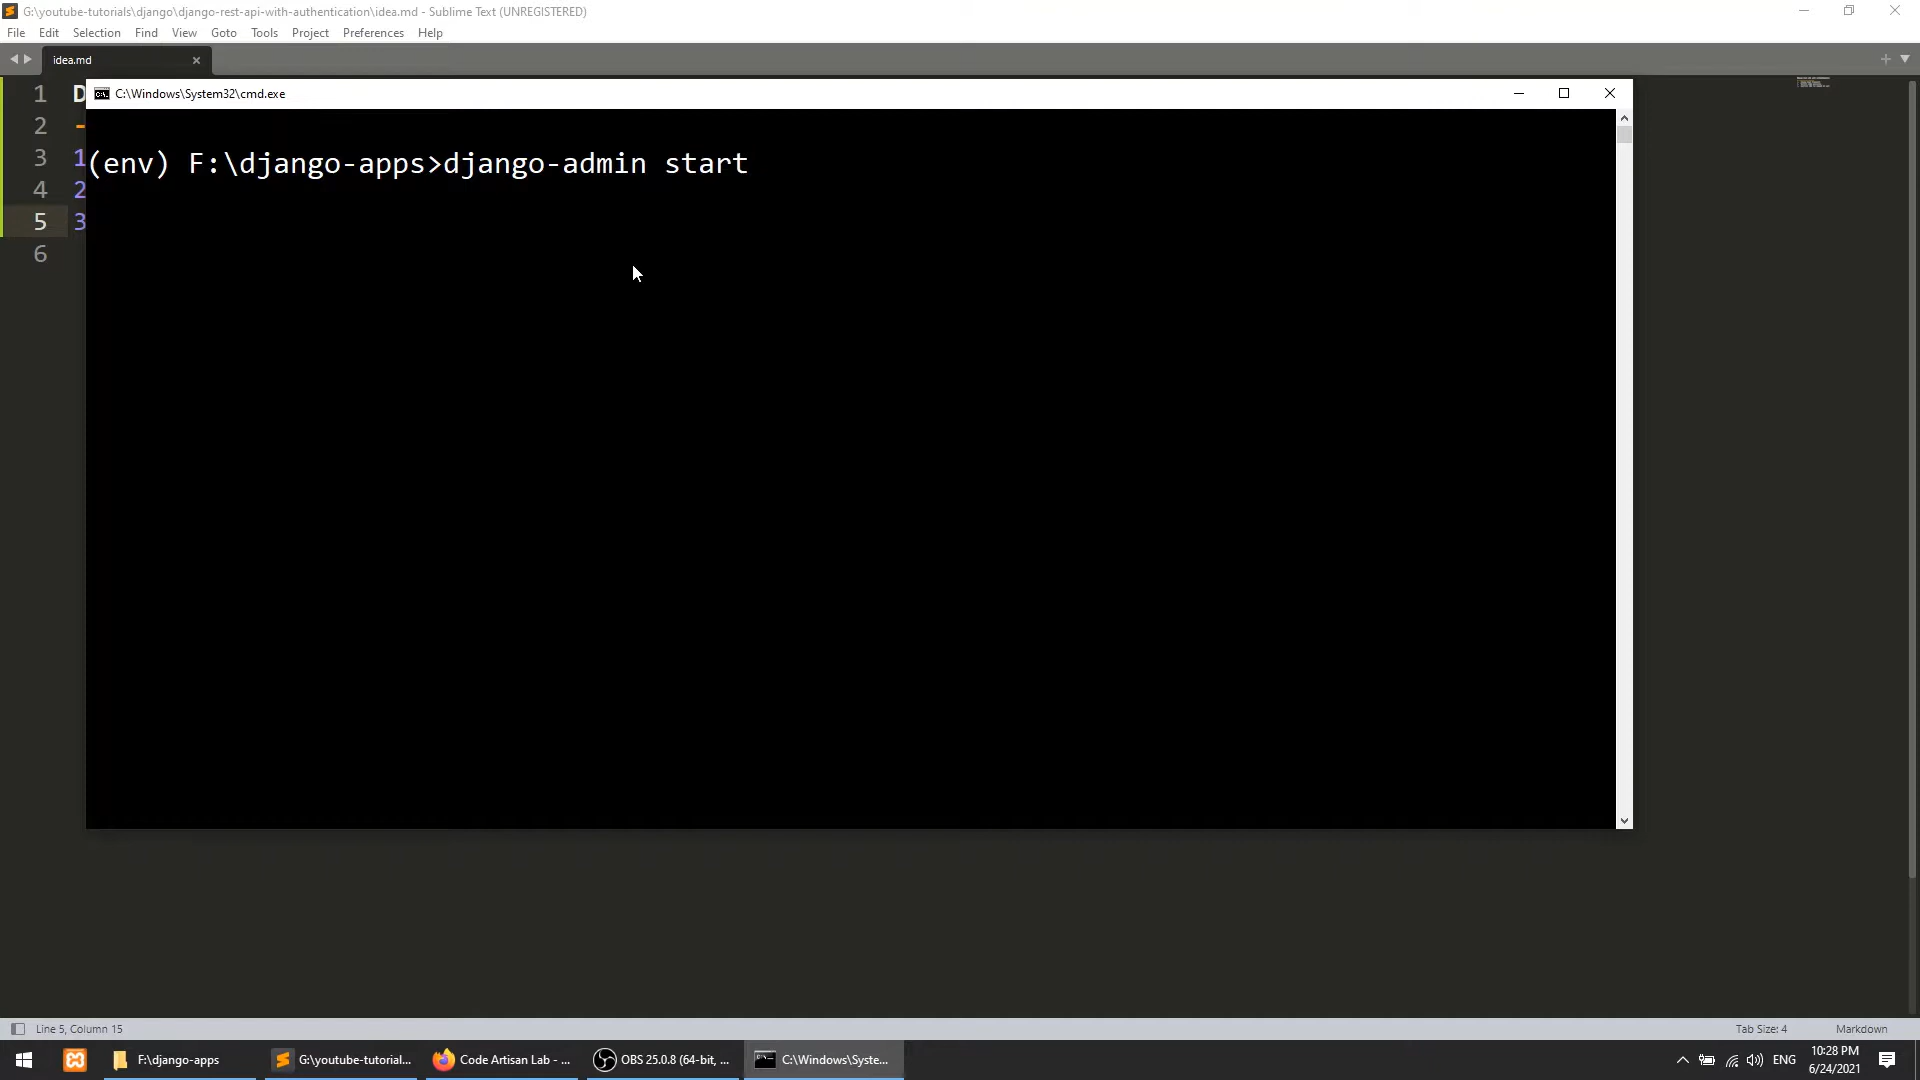 G:\youtube-tutorials\django\django-rest-api-with-authentication\idea.md - Sublime Text (UNREGISTERED)
File Edit Selection Find View Goto Tools Project Preferences Help
idea.md
C:\Windows\System32\cmd.exe
1 D
2 -
3 1
4 2
5 3
6
(env) F:\django-apps>django-admin start
Line 5, Column 15
Tab Size: 4
Markdown
F:\django-apps
G:\youtube-tutorial...
Code Artisan Lab - ...
OBS 25.0.8 (64-bit, ...
C:\Windows\Syste...
ENG
10:28 PM
6/24/2021